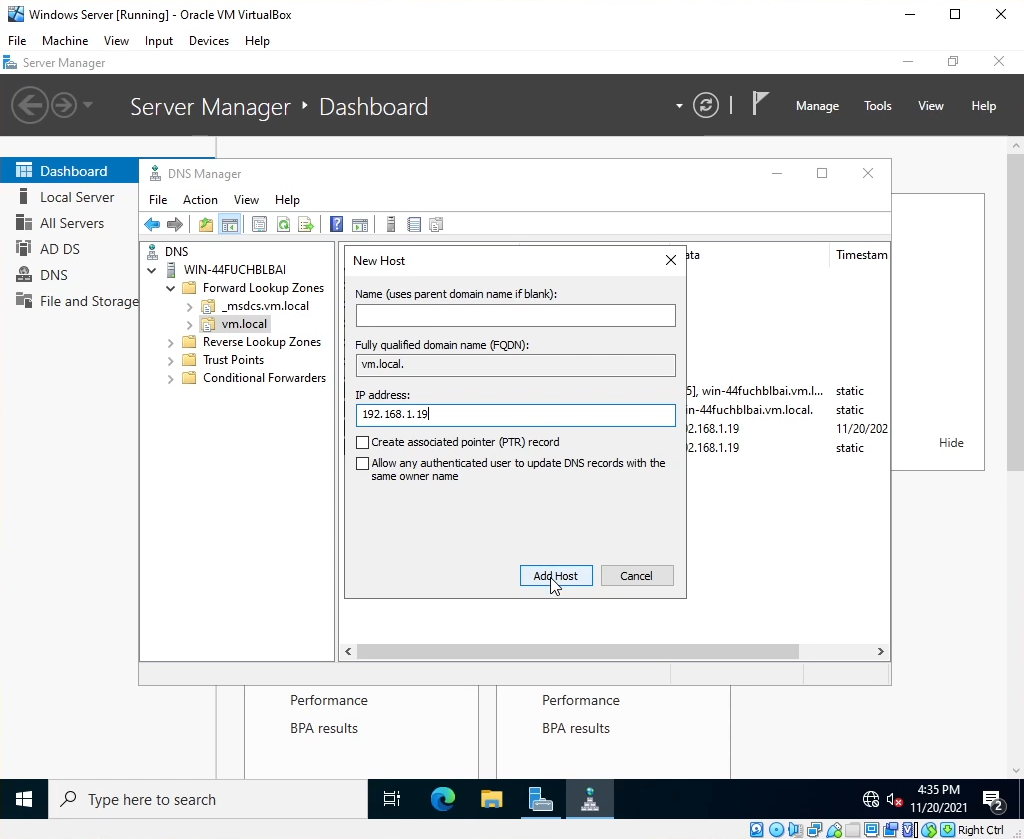 Windows Server [Running] - Oracle VM VirtualBox
File Machine View Input Devices Help
Server Manager
Server Manager ‣ Dashboard
Manage Tools View Help
Dashboard
Local Server
All Servers
AD DS
DNS
File and Storage
DNS Manager
File Action View Help
DNS
WIN-44FUCHBLBAI
Forward Lookup Zones
_msdcs.vm.local
vm.local
Reverse Lookup Zones
Trust Points
Conditional Forwarders
New Host
Name (uses parent domain name if blank):
Fully qualified domain name (FQDN):
vm.local.
IP address:
192.168.1.19
Create associated pointer (PTR) record
Allow any authenticated user to update DNS records with the
same owner name
Add Host Cancel
ata Timestam
5], win-44fuchblbai.vm.l... static
in-44fuchblbai.vm.local. static
2.168.1.19 11/20/202
2.168.1.19 static
Hide
Performance
BPA results
Performance
BPA results
Type here to search
4:35 PM
11/20/2021
2
Right Ctrl